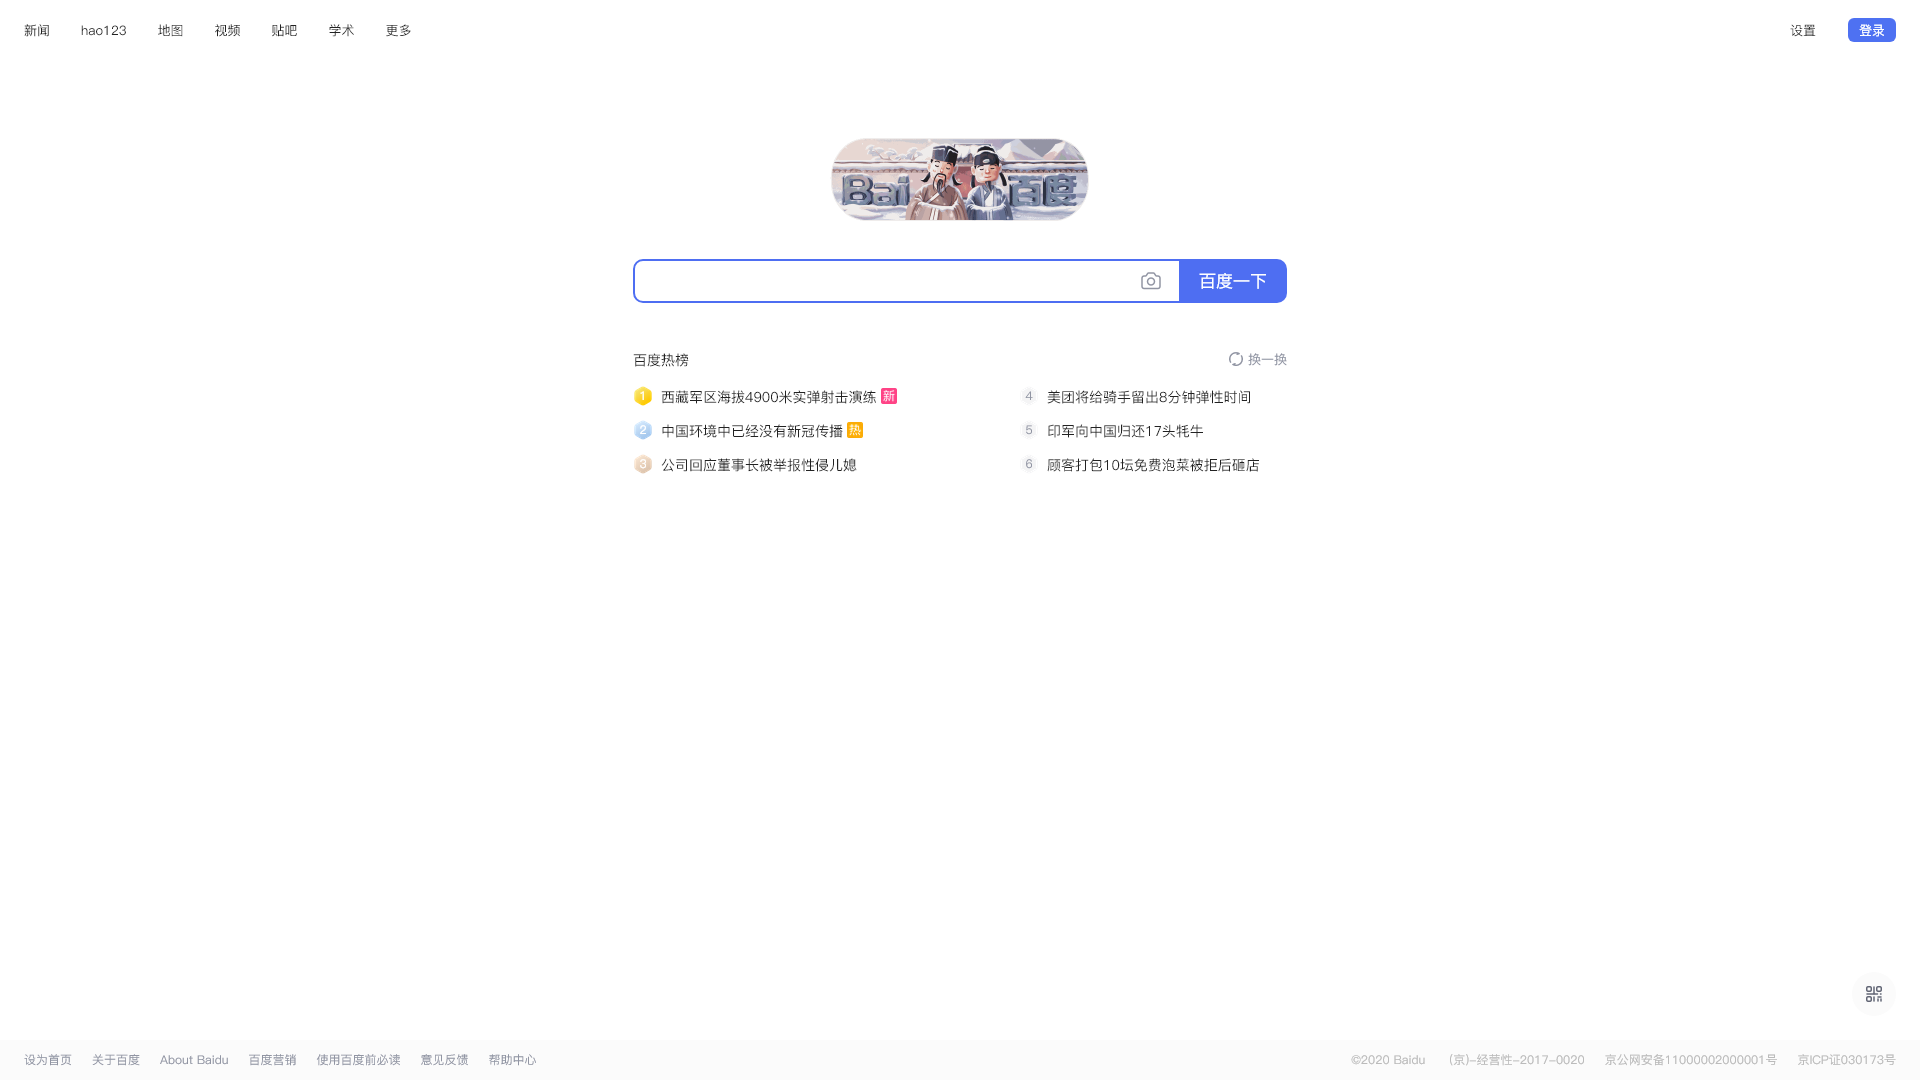 新闻 hao123 地图 视频 贴吧 学术 更多 设置 登录
Bai 百度
百度一下
百度热榜 换一换
1 西藏军区海拔4900米实弹射击演练 新
2 中国环境中已经没有新冠传播 热
3 公司回应董事长被举报性侵儿媳
4 美团将给骑手留出8分钟弹性时间
5 印军向中国归还17头牦牛
6 顾客打包10坛免费泡菜被拒后砸店
设为首页 关于百度 About Baidu 百度营销 使用百度前必读 意见反馈 帮助中心 ©2020 Baidu (京)-经营性-2017-0020 京公网安备11000002000001号 京ICP证030173号